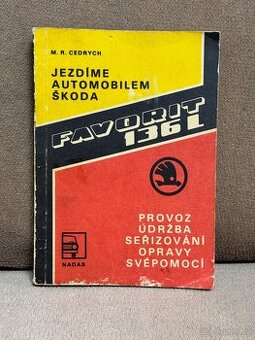 M. R. CEDRYCH
JEZDÍME
AUTOMOBILEM
ŠKODA
FAVORIT
136 L
PROVOZ
ÚDRŽBA
SEŘIZOVÁNÍ
OPRAVY
SVÉPOMOCÍ
NADAS